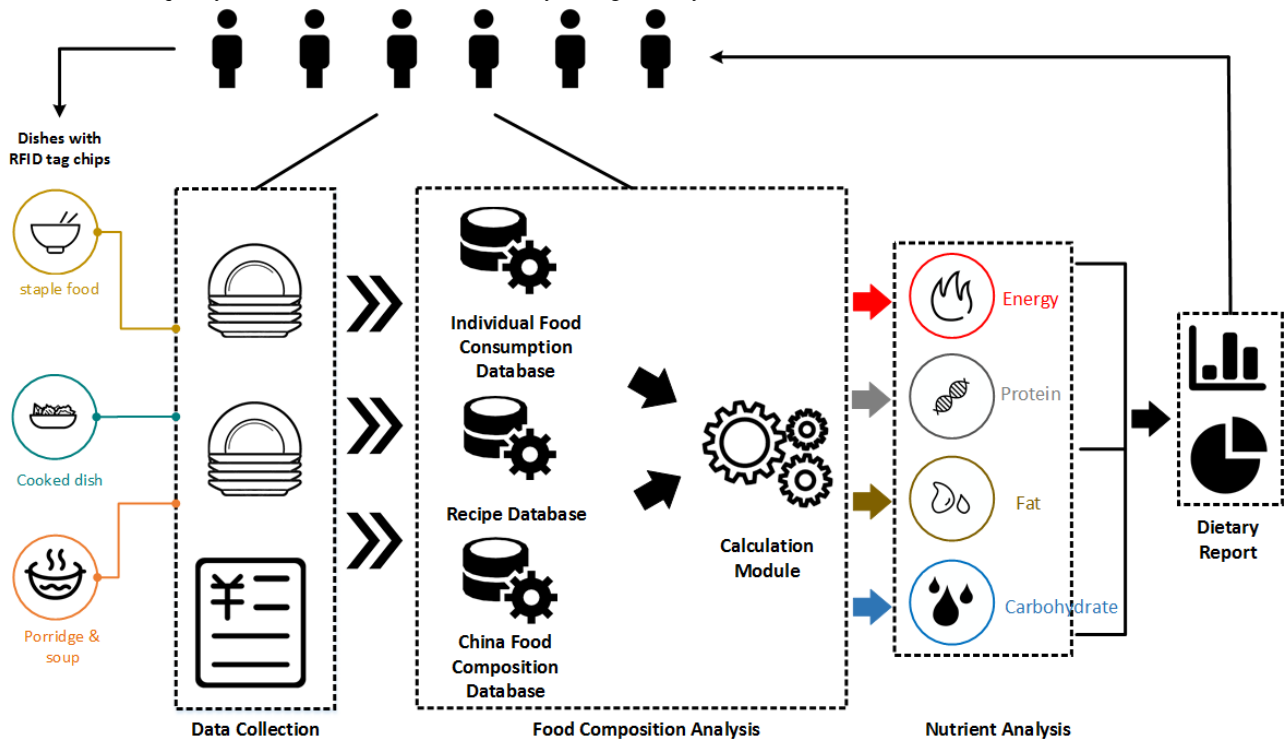 Dishes with
RFID tag chips
staple food
Cooked dish
Porridge &
soup
¥
Individual Food
Consumption
Database
Recipe Database
China Food
Composition
Database
Calculation
Module
Energy
Protein
Fat
Carbohydrate
Dietary
Report
Data Collection
Food Composition Analysis
Nutrient Analysis